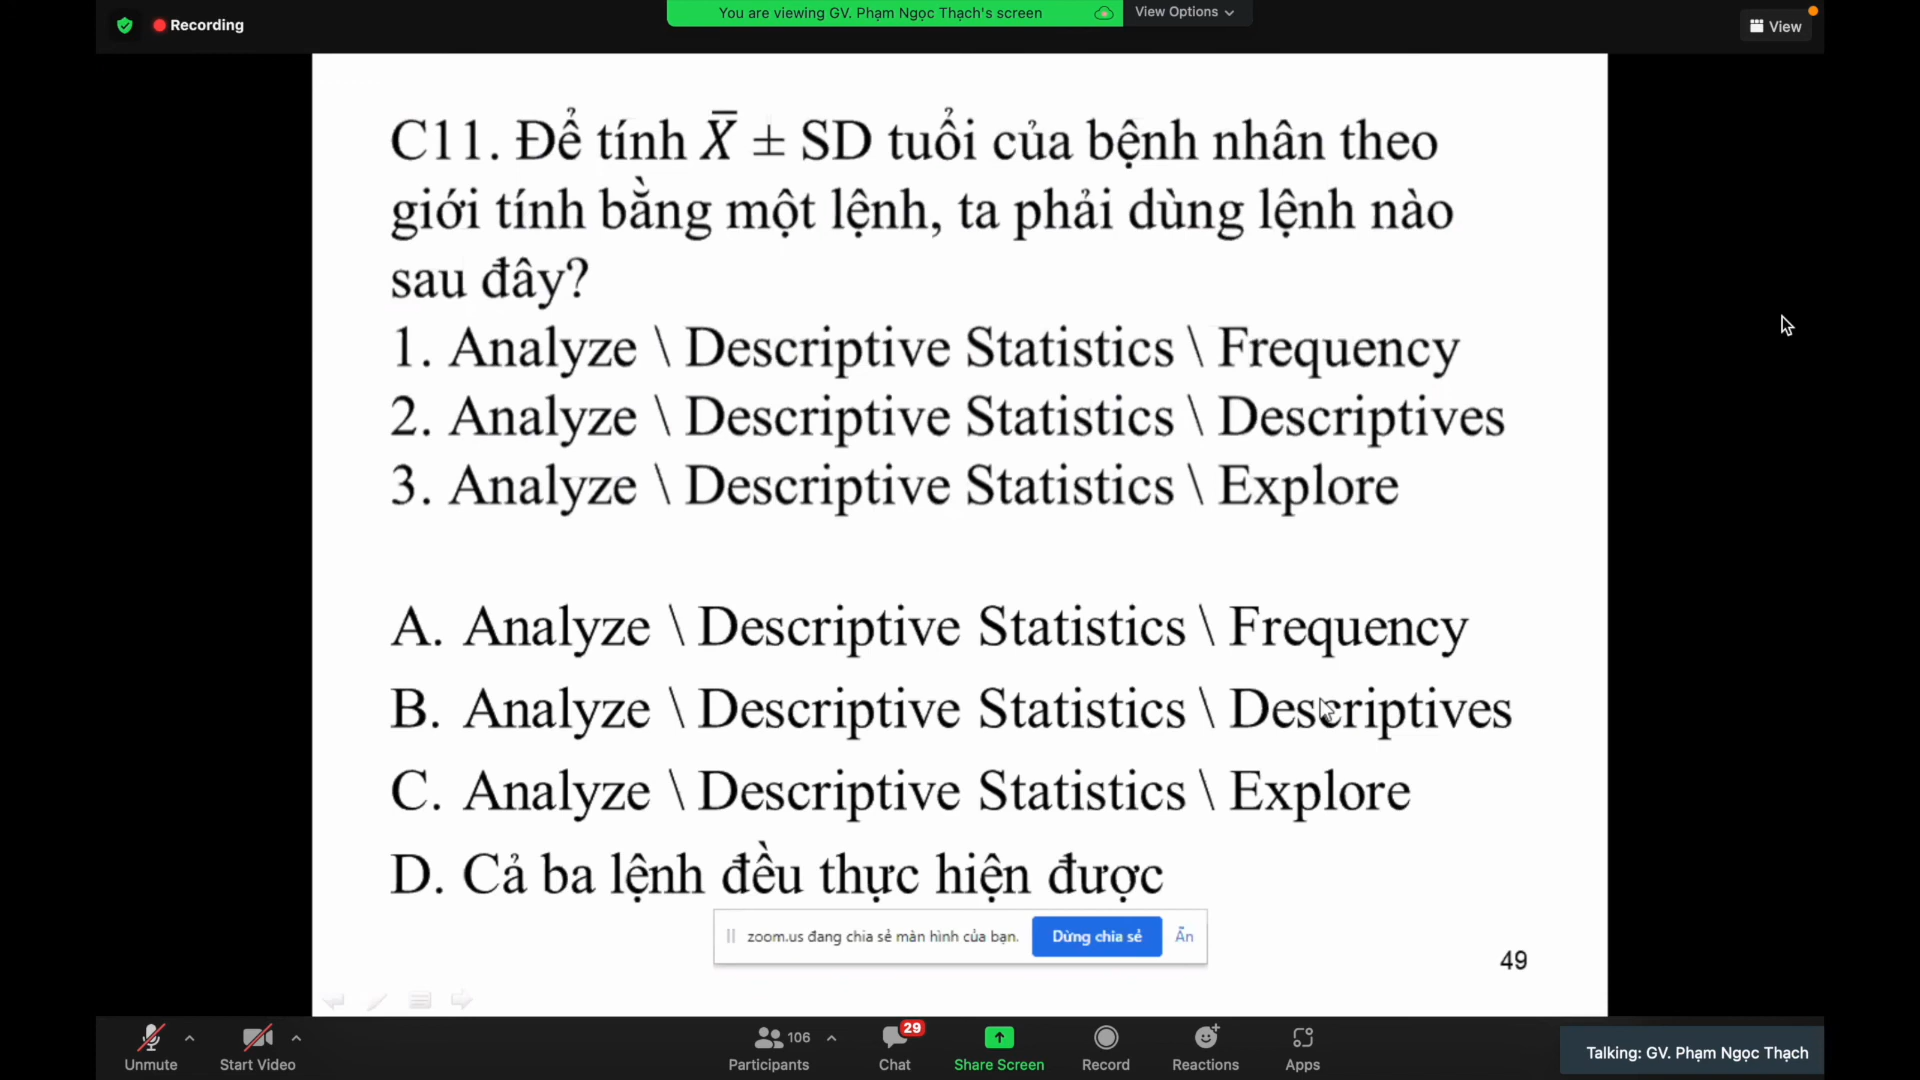 Recording
You are viewing GV. Phạm Ngọc Thạch's screen
View Options
View
C11. Để tính X̅ ± SD tuổi của bệnh nhân theo
giới tính bằng một lệnh, ta phải dùng lệnh nào
sau đây?
1. Analyze \ Descriptive Statistics \ Frequency
2. Analyze \ Descriptive Statistics \ Descriptives
3. Analyze \ Descriptive Statistics \ Explore
A. Analyze \ Descriptive Statistics \ Frequency
B. Analyze \ Descriptive Statistics \ Descriptives
C. Analyze \ Descriptive Statistics \ Explore
D. Cả ba lệnh đều thực hiện được
zoom.us đang chia sẻ màn hình của bạn.
Dừng chia sẻ
Ẩn
49
Unmute
Start Video
106
Participants
29
Chat
Share Screen
Record
Reactions
Apps
Talking: GV. Phạm Ngọc Thạch